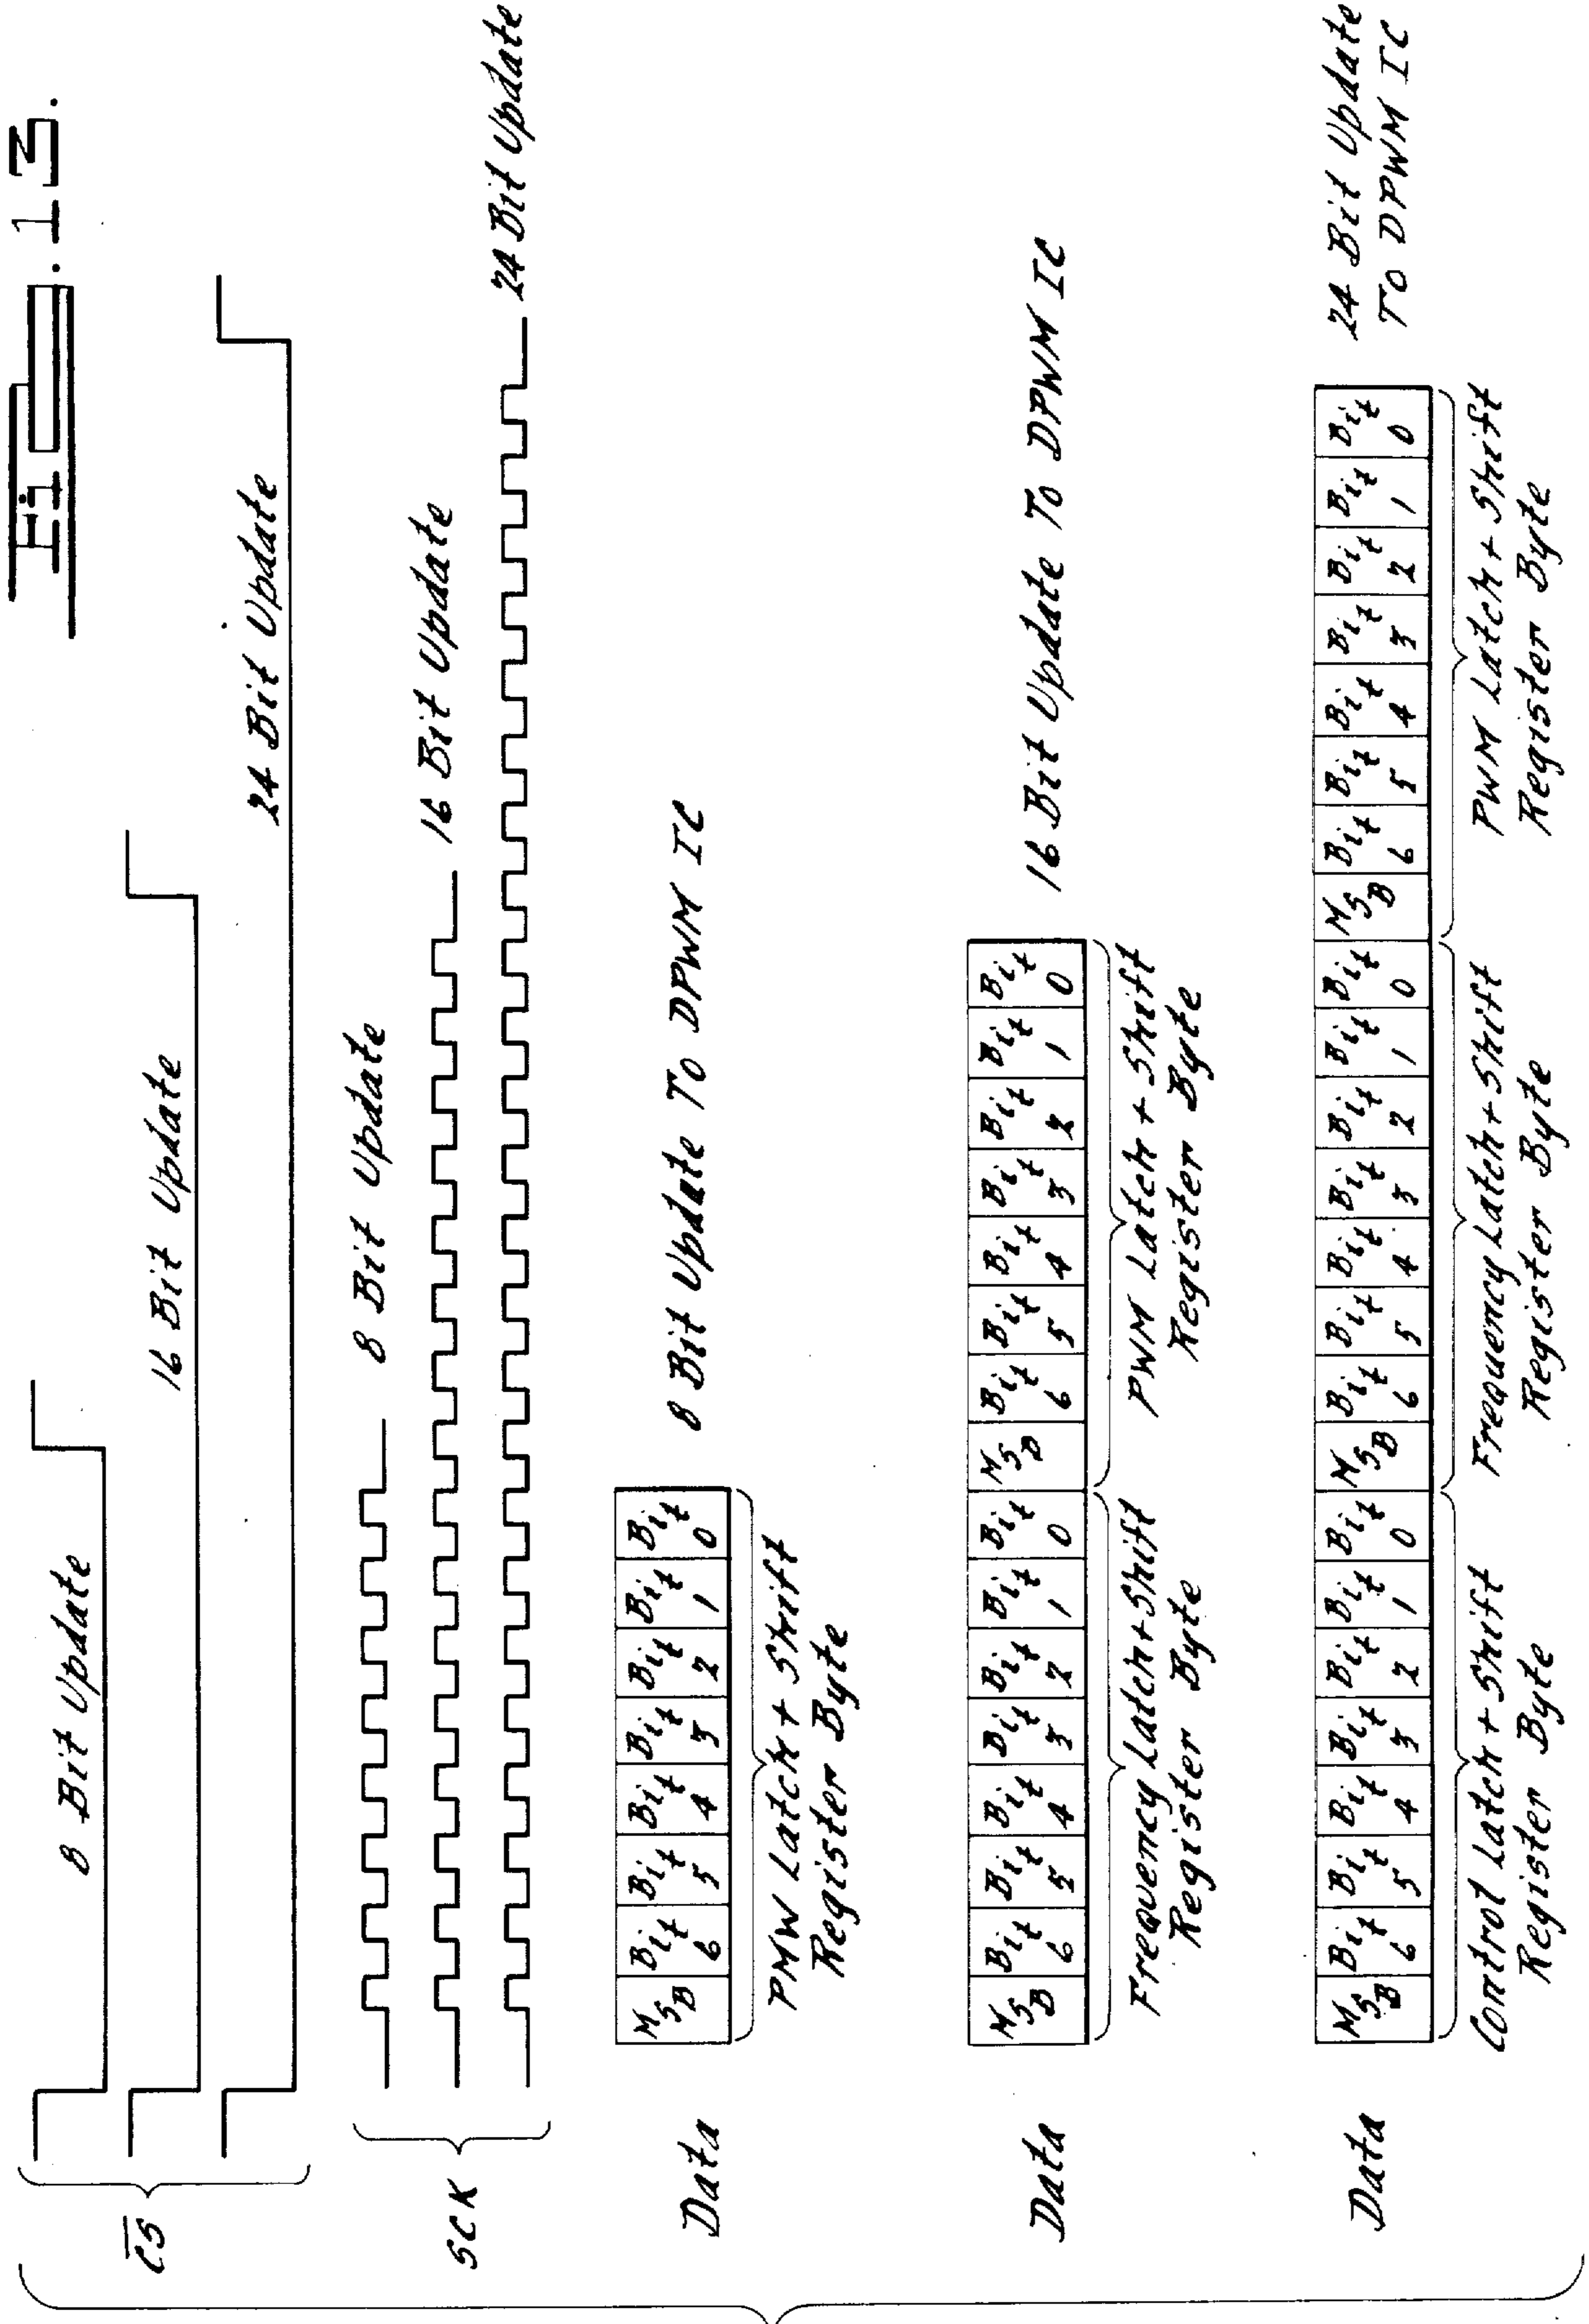 Fig. 13.
CS
8 Bit Update
16 Bit Update
24 Bit Update
SCK
8 Bit Update
16 Bit Update
24 Bit Update
Data
MSB Bit 6 Bit 5 Bit 4 Bit 3 Bit 2 Bit 1 Bit 0
8 Bit Update To DPWM IC
PMW Latch + Shift
Register Byte
Data
MSB Bit 6 Bit 5 Bit 4 Bit 3 Bit 2 Bit 1 Bit 0 MSB Bit 6 Bit 5 Bit 4 Bit 3 Bit 2 Bit 1 Bit 0
16 Bit Update To DPWM IC
Frequency Latch + Shift
Register Byte
PWM Latch + Shift
Register Byte
Data
MSB Bit 6 Bit 5 Bit 4 Bit 3 Bit 2 Bit 1 Bit 0 MSB Bit 6 Bit 5 Bit 4 Bit 3 Bit 2 Bit 1 Bit 0 MSB Bit 6 Bit 5 Bit 4 Bit 3 Bit 2 Bit 1 Bit 0
24 Bit Update
To DPWM IC
Control Latch + Shift
Register Byte
Frequency Latch + Shift
Register Byte
PWM Latch + Shift
Register Byte